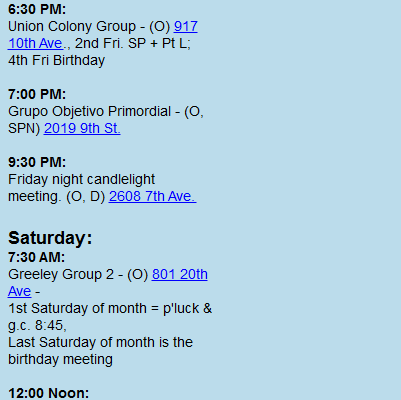 6:30 PM:
Union Colony Group - (O) 917
10th Ave., 2nd Fri. SP + Pt L;
4th Fri Birthday
7:00 PM:
Grupo Objetivo Primordial - (O,
SPN) 2019 9th St.
9:30 PM:
Friday night candlelight
meeting. (O, D) 2608 7th Ave.
Saturday:
7:30 AM:
Greeley Group 2 - (O) 801 20th
Ave -
1st Saturday of month = p'luck &
g.c. 8:45,
Last Saturday of month is the
birthday meeting
12:00 Noon: